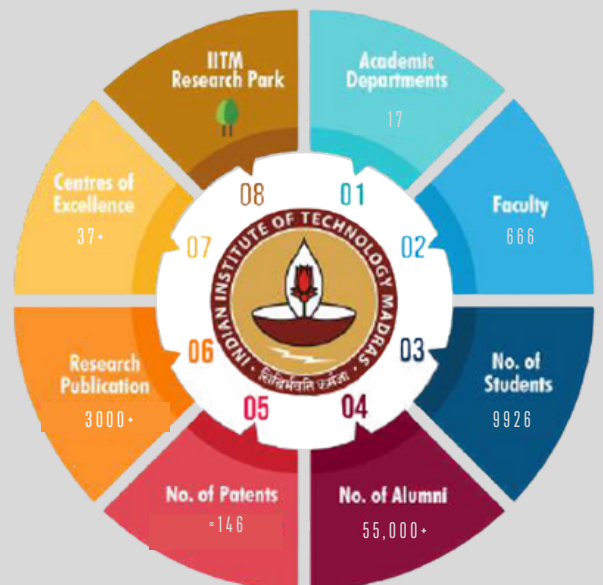 IITM
Research Park
Academic
Departments
17
Faculty
666
No. of
Students
9926
No. of Alumni
55,000+
No. of Patents
=146
Research
Publication
3000+
Centres of
Excellence
37+
01
02
03
04
05
06
07
08
INDIAN INSTITUTE OF TECHNOLOGY MADRAS
सिद्धिर्भवति कर्मजा